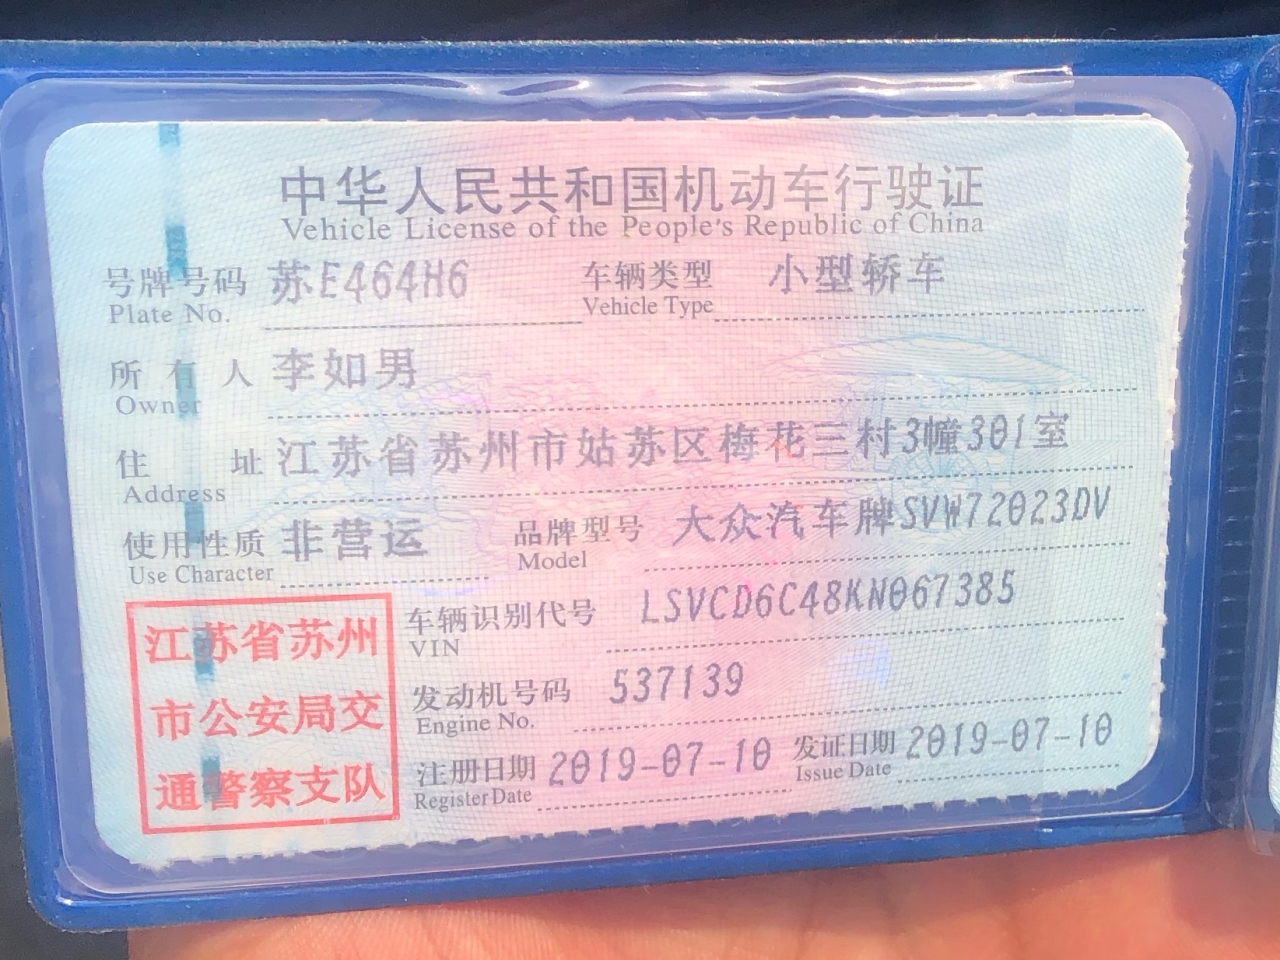 中华人民共和国机动车行驶证
Vehicle License of the People's Republic of China
号牌号码 苏E464H6 车辆类型 小型轿车
Plate No. Vehicle Type
所有人 李如男
Owner
住址 江苏省苏州市姑苏区梅花三村3幢301室
Address
使用性质 非营运 品牌型号 大众汽车牌SVW72023DV
Use Character Model
车辆识别代号 LSVCD6C48KN067385
VIN
发动机号码 537139
Engine No.
注册日期 2019-07-10 发证日期 2019-07-10
Register Date Issue Date
江苏省苏州
市公安局交
通警察支队